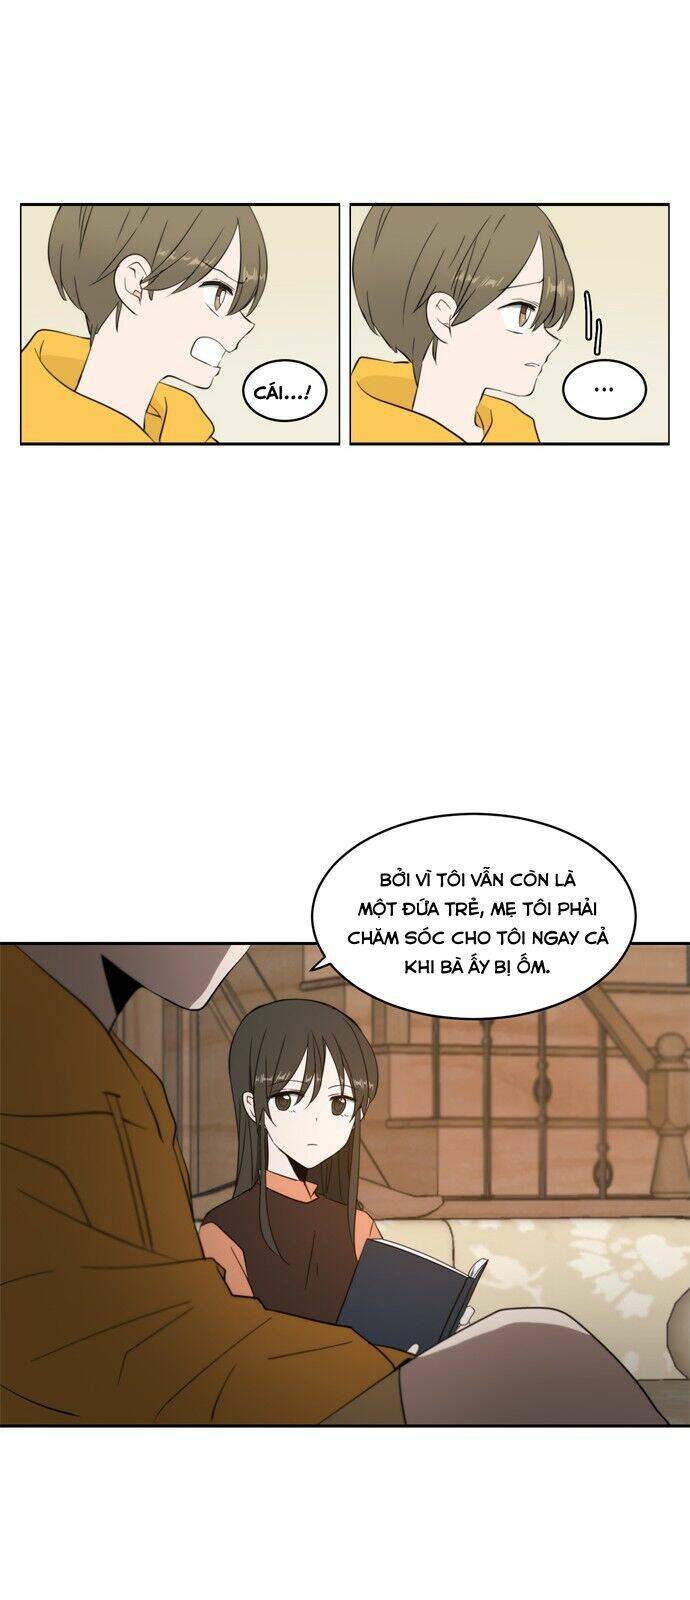 CÁI...!
...
BỞI VÌ TÔI VẪN CÒN LÀ
MỘT ĐỨA TRẺ, MẸ TÔI PHẢI
CHĂM SÓC CHO TÔI NGAY CẢ
KHI BÀ ẤY BỊ ỐM.